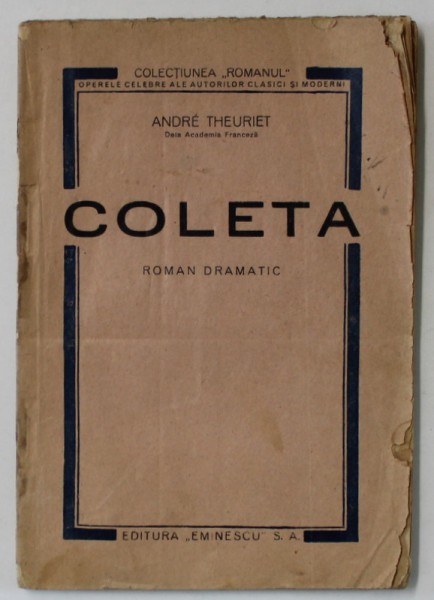 COLECȚIUNEA „ROMANUL"
OPERELE CELEBRE ALE AUTORILOR CLASICI ȘI MODERNI
ANDRÉ THEURIET
Dela Academia Franceză
COLETA
ROMAN DRAMATIC
EDITURA „EMINESCU" S. A.